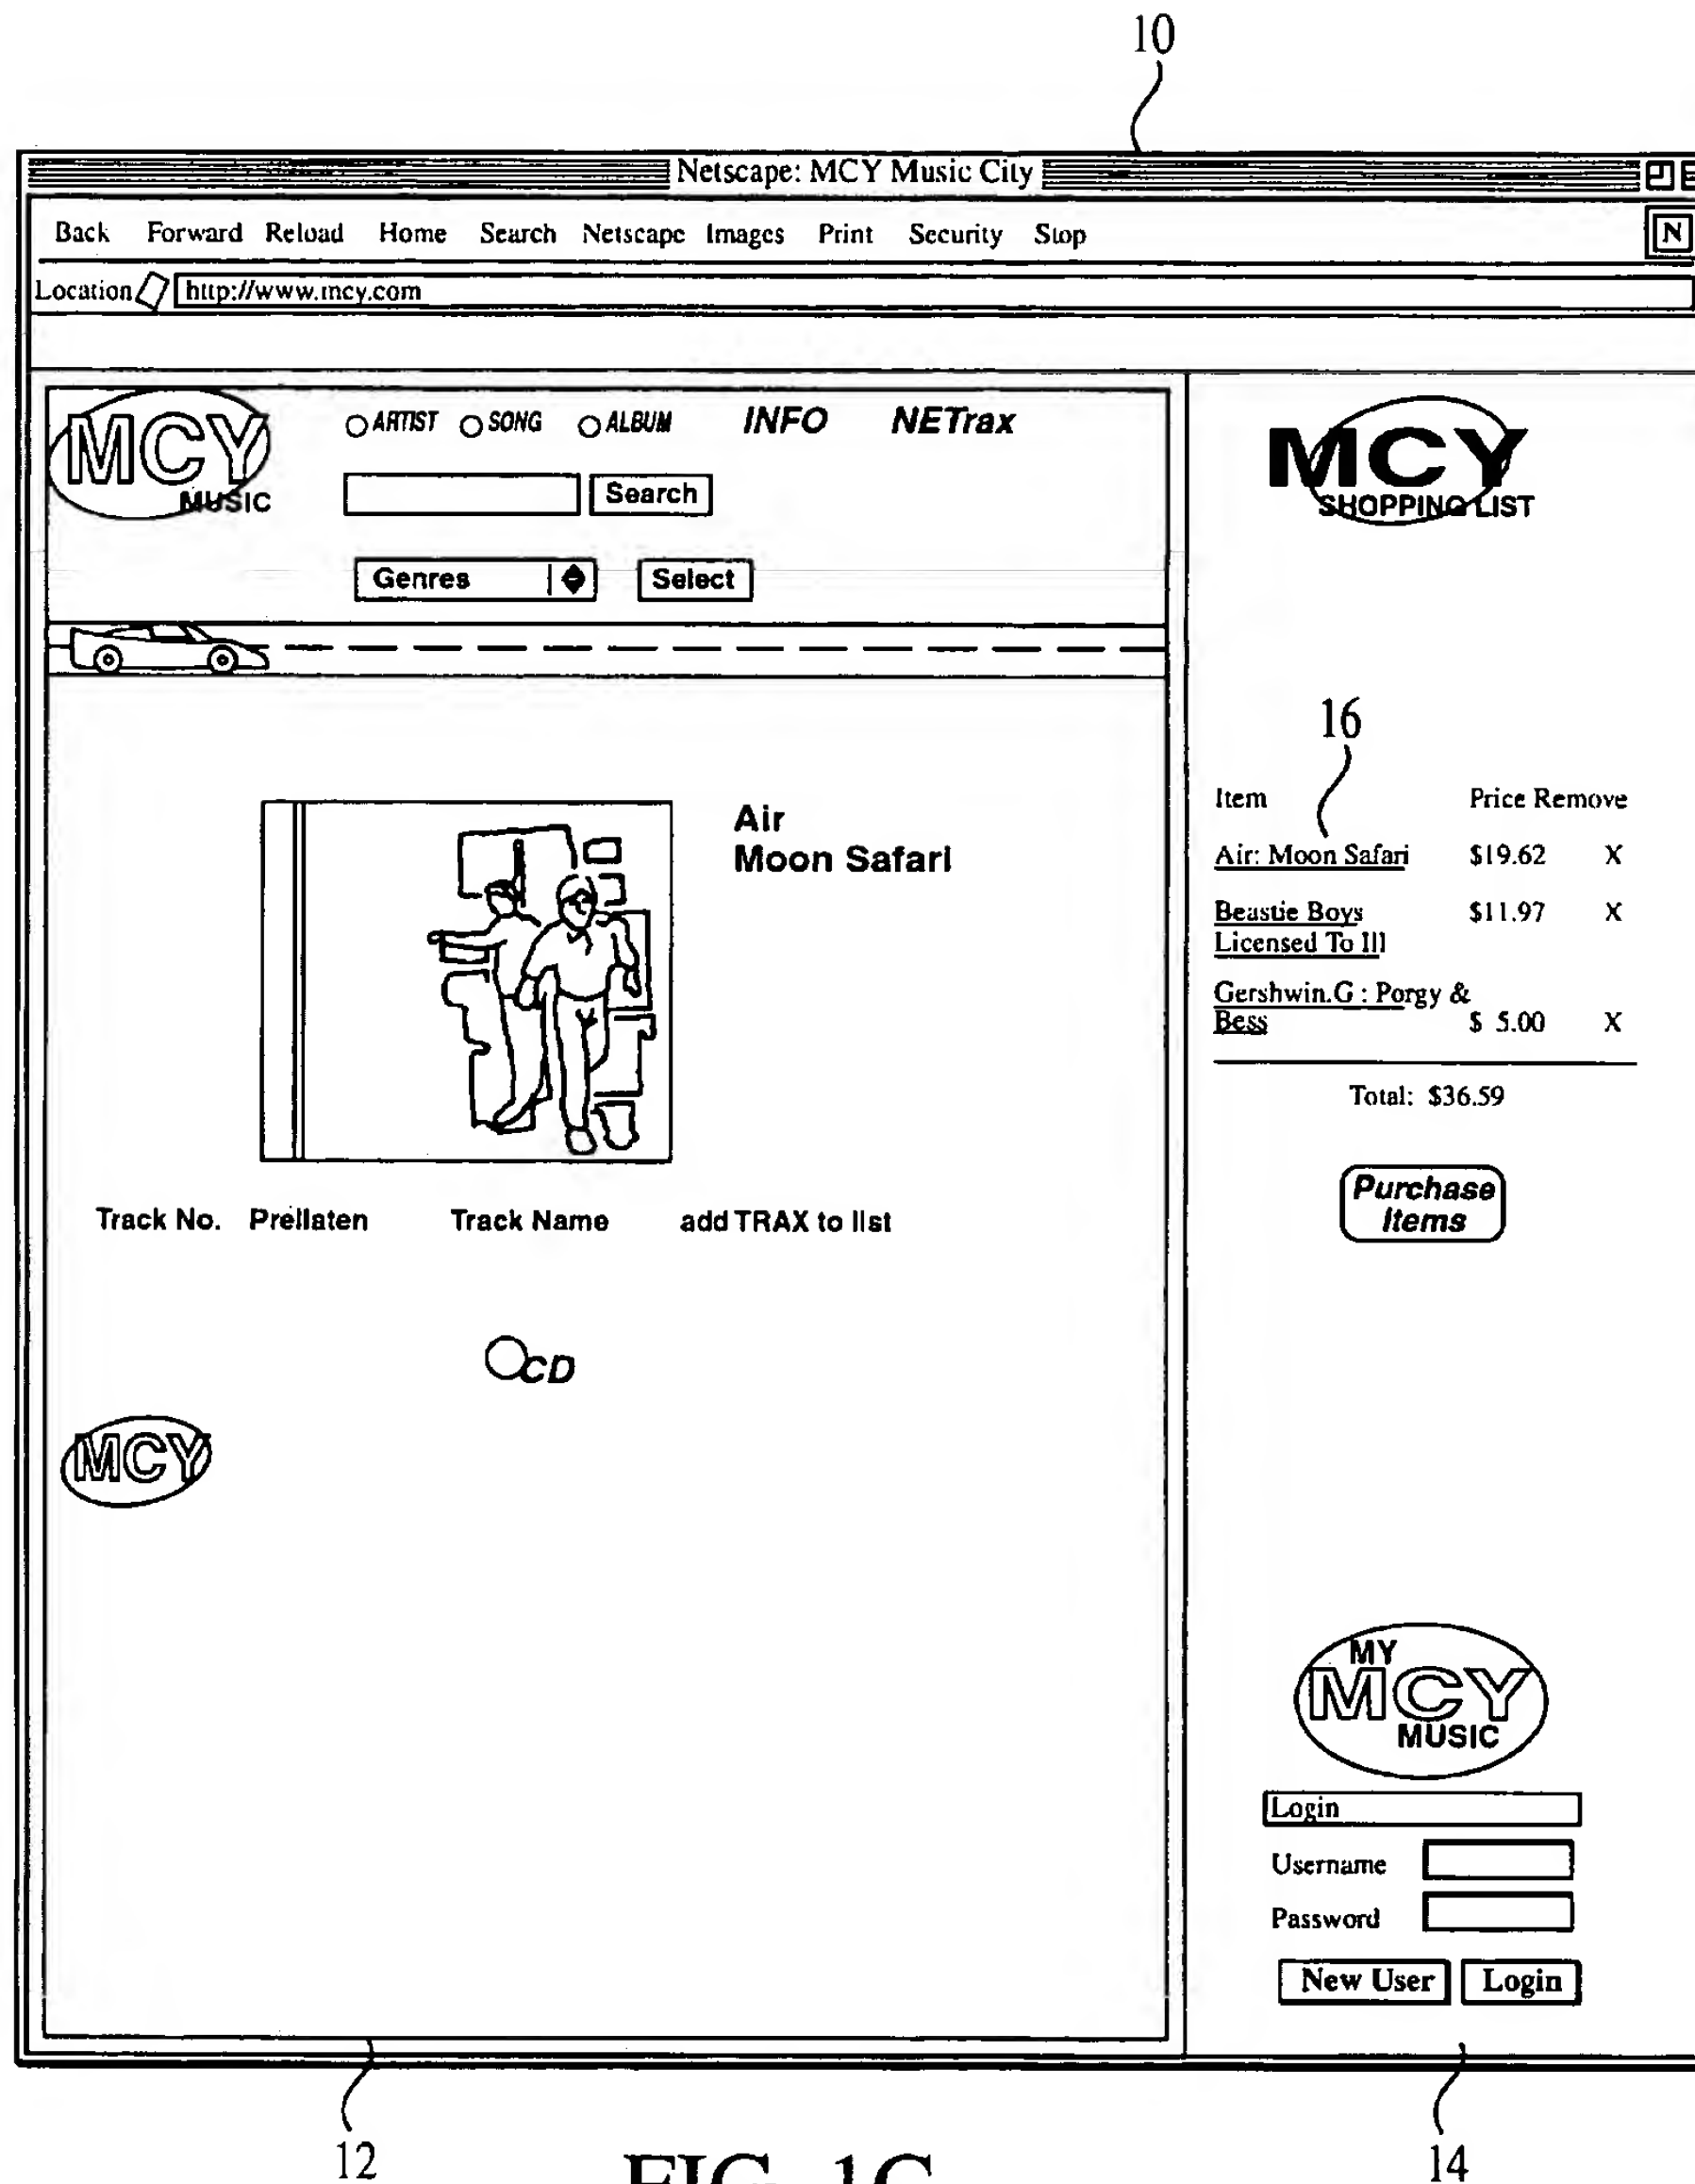 10
Netscape: MCY Music City
Back Forward Reload Home Search Netscape Images Print Security Stop
N
Location http://www.mcy.com
MCY
MUSIC
ARTIST SONG ALBUM INFO NETrax
Search
Genres Select
MCY
SHOPPING LIST
16
Item Price Remove
Air: Moon Safari $19.62 X
Beastie Boys $11.97 X
Licensed To Ill
Gershwin.G : Porgy &
Bess $ 5.00 X
Total: $36.59
Purchase
Items
Air
Moon Safari
Track No. Prellaten Track Name add TRAX to list
CD
MCY
MY
MCY
MUSIC
Login
Username
Password
New User Login
12
14
FIG. 1C